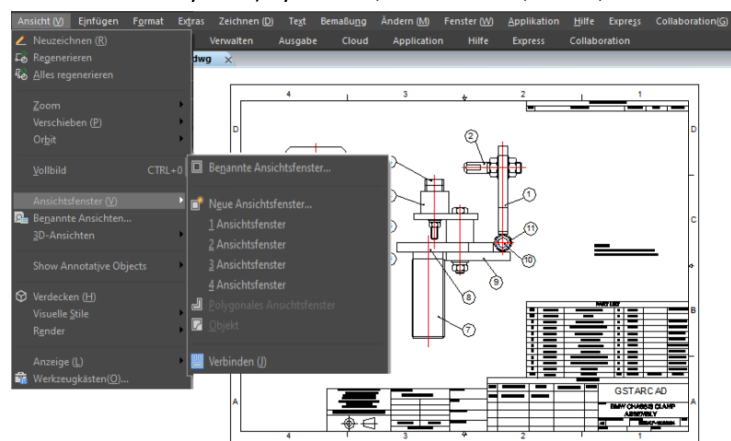 Ansicht (V) Einfügen Format Extras Zeichnen (D) Text Bemaßung Ändern (M) Fenster (W) Applikation Hilfe Express Collaboration(G)
Verwalten Ausgabe Cloud Application Hilfe Express Collaboration
dwg
Neuzeichnen (R)
Regenerieren
Alles regenerieren
Zoom
Verschieben (P)
Orbit
Vollbild CTRL+0
Ansichtsfenster (V)
Benannte Ansichten...
3D-Ansichten
Show Annotative Objects
Verdecken (H)
Visuelle Stile
Render
Anzeige (L)
Werkzeugkästen(O)...
Benannte Ansichtsfenster...
Neue Ansichtsfenster...
1 Ansichtsfenster
2 Ansichtsfenster
3 Ansichtsfenster
4 Ansichtsfenster
Polygonales Ansichtsfenster
Objekt
Verbinden (J)
4 3 2 1
D D
2
1
11
10
9
8
7
C
B
A A
PART LIST
GSTARCAD
BMW CHASSIS CLAMP
ASSEMBLY
4 3 2 1